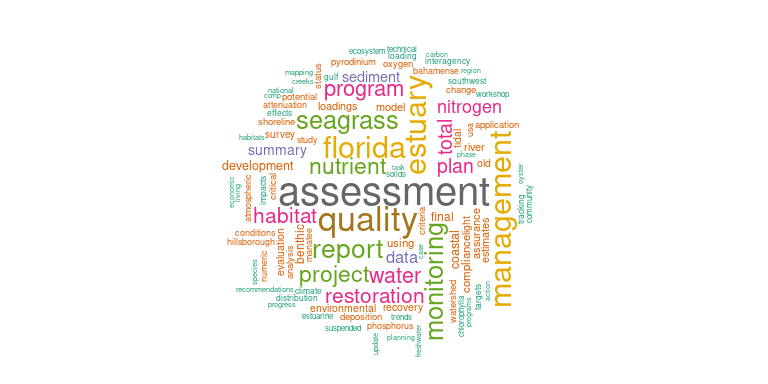 ecosystem technical
carbon
loading
interagency
pyrodinium oxygen
mapping
status
gulf sediment
bahamense region
creeks
program
southwest
national
change
comp potential
workshop
attenuation loadings model
nitrogen
effects
seagrass
estuary
total
shoreline
tidal
usa
application
habitats survey study
florida
river
summary
phase
development
nutrient
task
solids
plan
old
management
oyster
economic
living
atmospheric
impacts
critical
assessment
tracking
community
habitat
quality
criteria
final
light
assurance
estimates
conditions
hillsborough
evaluation
analysis
benthic
manatee
report
using
case
data
monitoring
coastal
compliance
species
numeric
project
water
recommendations
climate
distribution
restoration
progress
environmental
recovery
watershed
chlorophylla
programs
targets
action
estuarine
deposition
trends
suspended
phosphorus
update
planning
freshwater